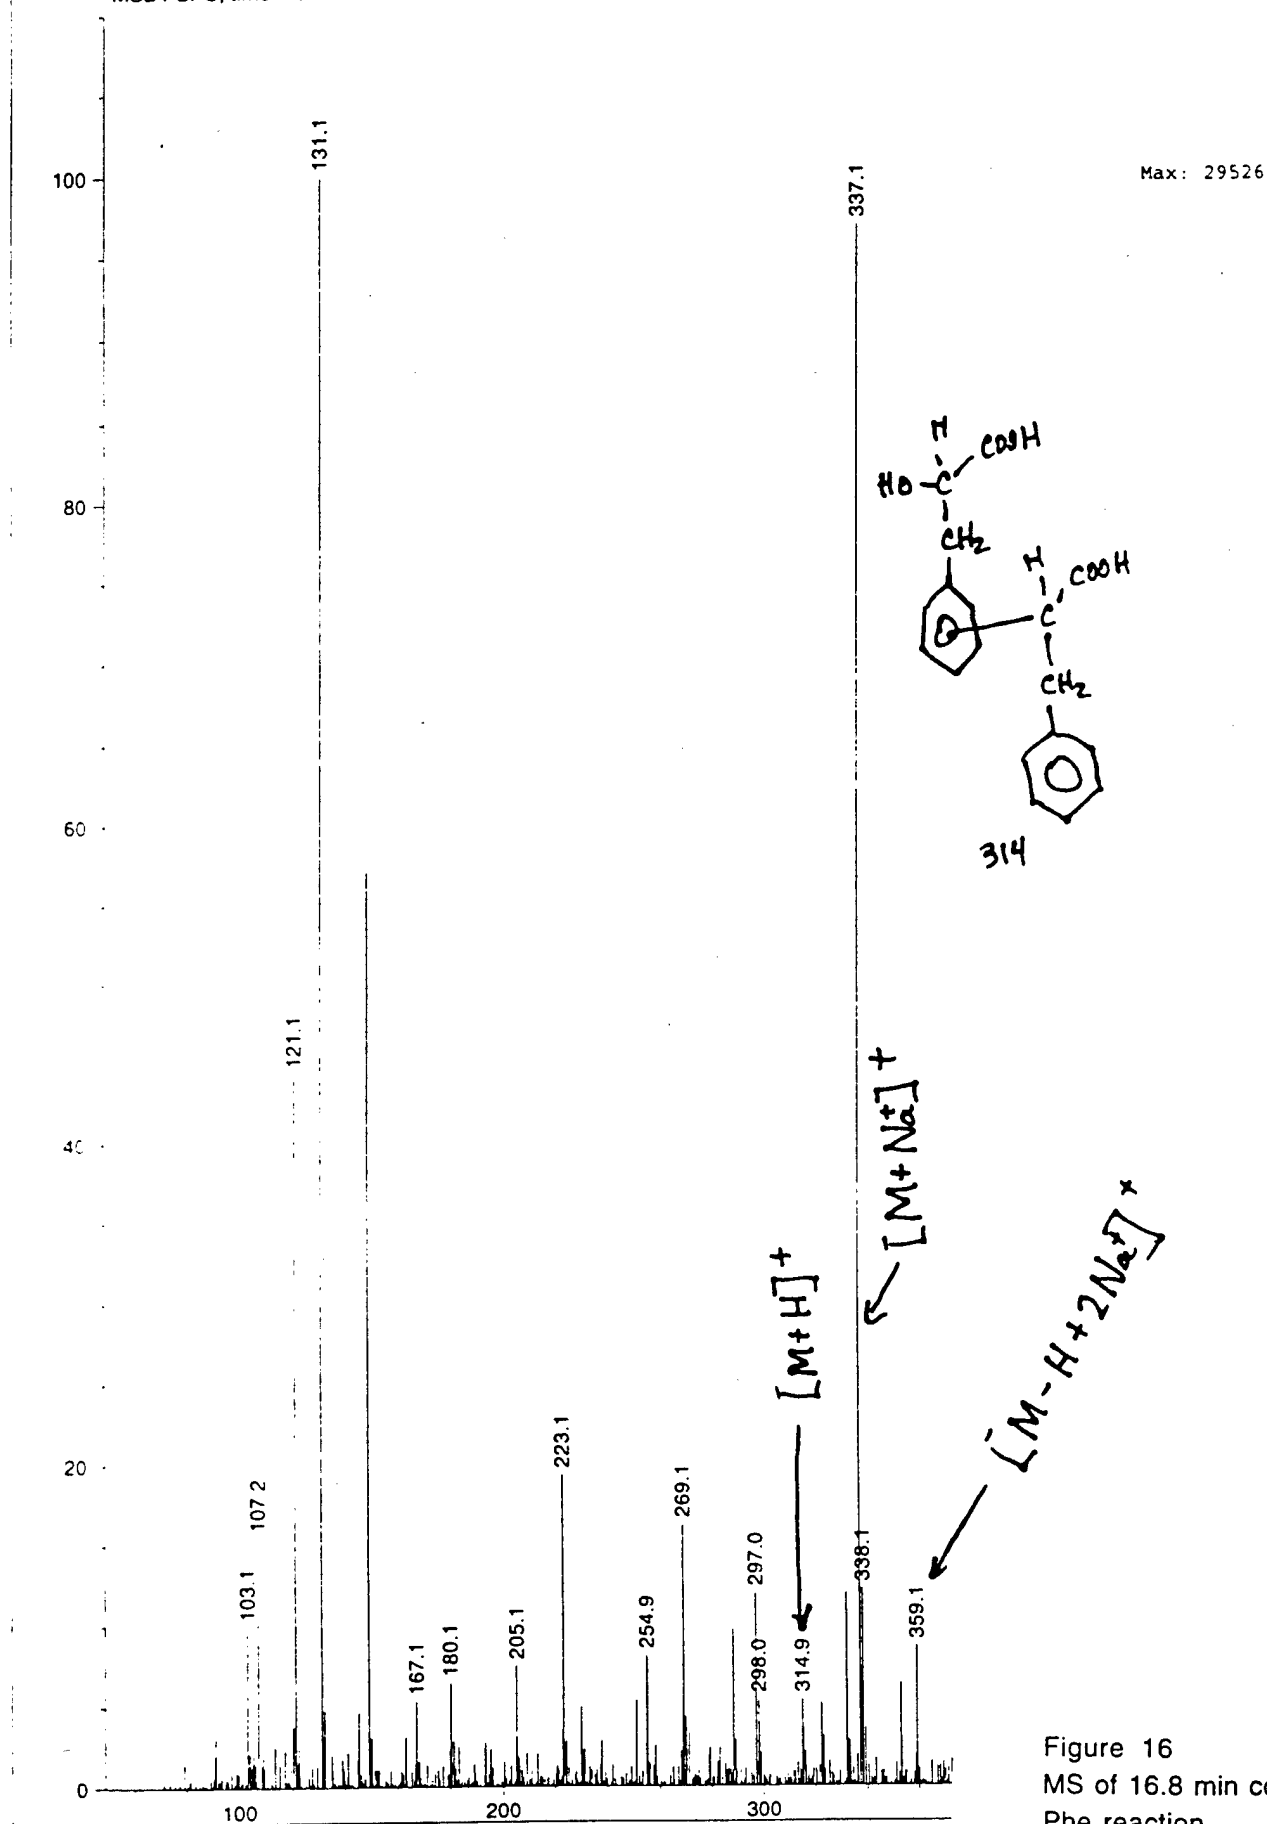 100
131.1
337.1
Max: 29526
H
COOH
HO - C
CH2
80
H
COOH
C
CH2
60
314
121.1
[M+Na+]+
[M+H]+
[M-H+2Na+]+
20
107.2
103.1
223.1
269.1
297.0
338.1
254.9
298.0
314.9
359.1
167.1
180.1
205.1
0
100
200
300
Figure 16
MS of 16.8 min
Phe reaction